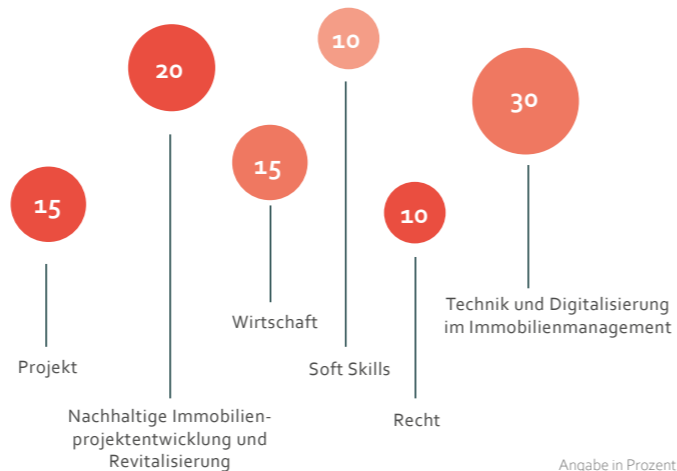 10
20
30
15
15
10
Technik und Digitalisierung
im Immobilienmanagement
Wirtschaft
Projekt
Soft Skills
Nachhaltige Immobilien-
projektentwicklung und
Revitalisierung
Recht
Angabe in Prozent